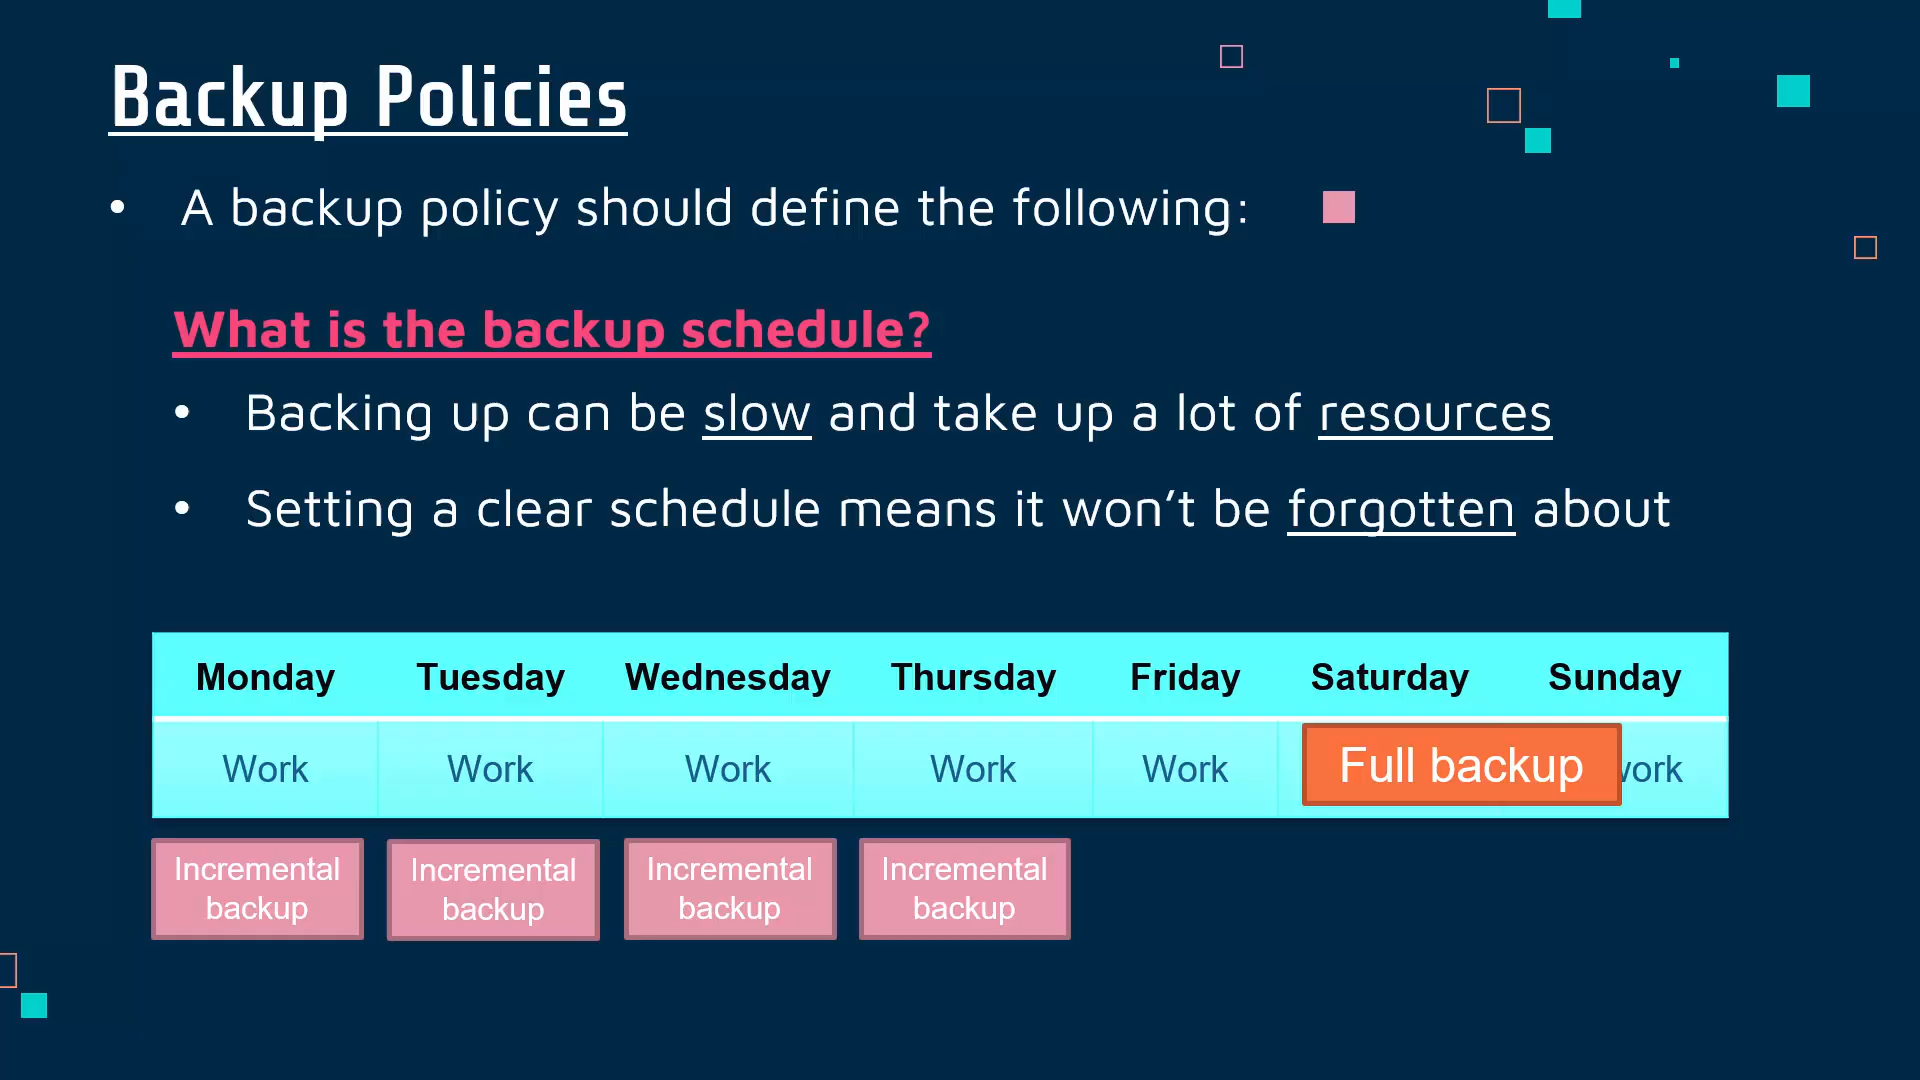 Backup Policies
• A backup policy should define the following:
What is the backup schedule?
• Backing up can be slow and take up a lot of resources
• Setting a clear schedule means it won’t be forgotten about
Monday Tuesday Wednesday Thursday Friday Saturday Sunday
Work Work Work Work Work Full backup
Incremental backup Incremental backup Incremental backup Incremental backup